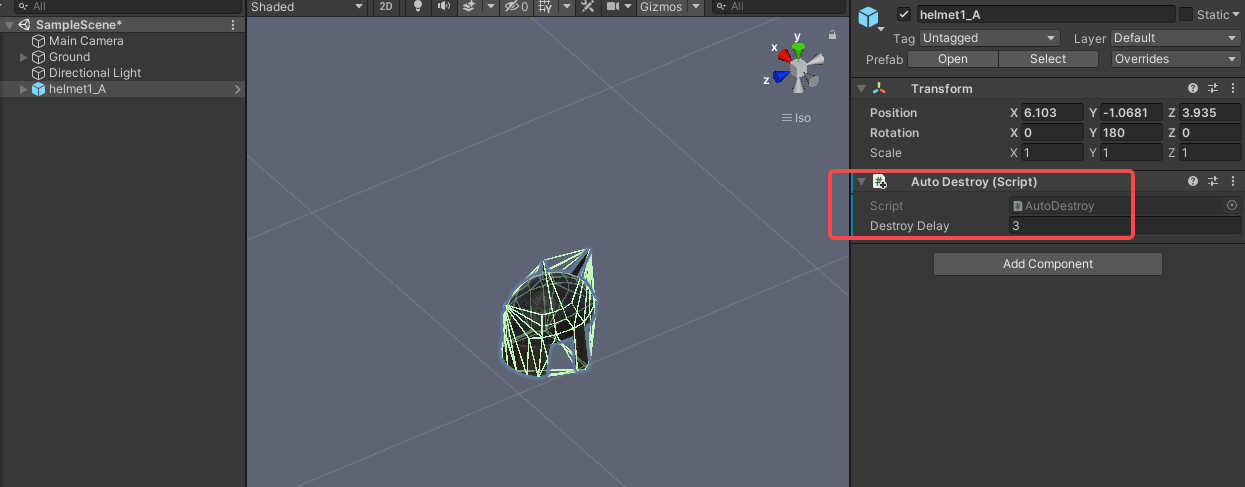 All
SampleScene*
Main Camera
Ground
Directional Light
helmet1_A
Shaded 2D 0 Gizmos All
y
x
z
Iso
helmet1_A Static
Tag Untagged Layer Default
Prefab Open Select Overrides
Transform
Position X 6.103 Y -1.0681 Z 3.935
Rotation X 0 Y 180 Z 0
Scale X 1 Y 1 Z 1
# Auto Destroy (Script)
Script # AutoDestroy
Destroy Delay 3
Add Component